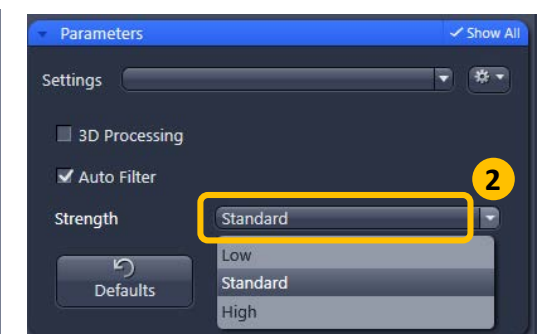 Parameters Show All
Settings
3D Processing
Auto Filter
2
Strength Standard
Low
Defaults Standard
High